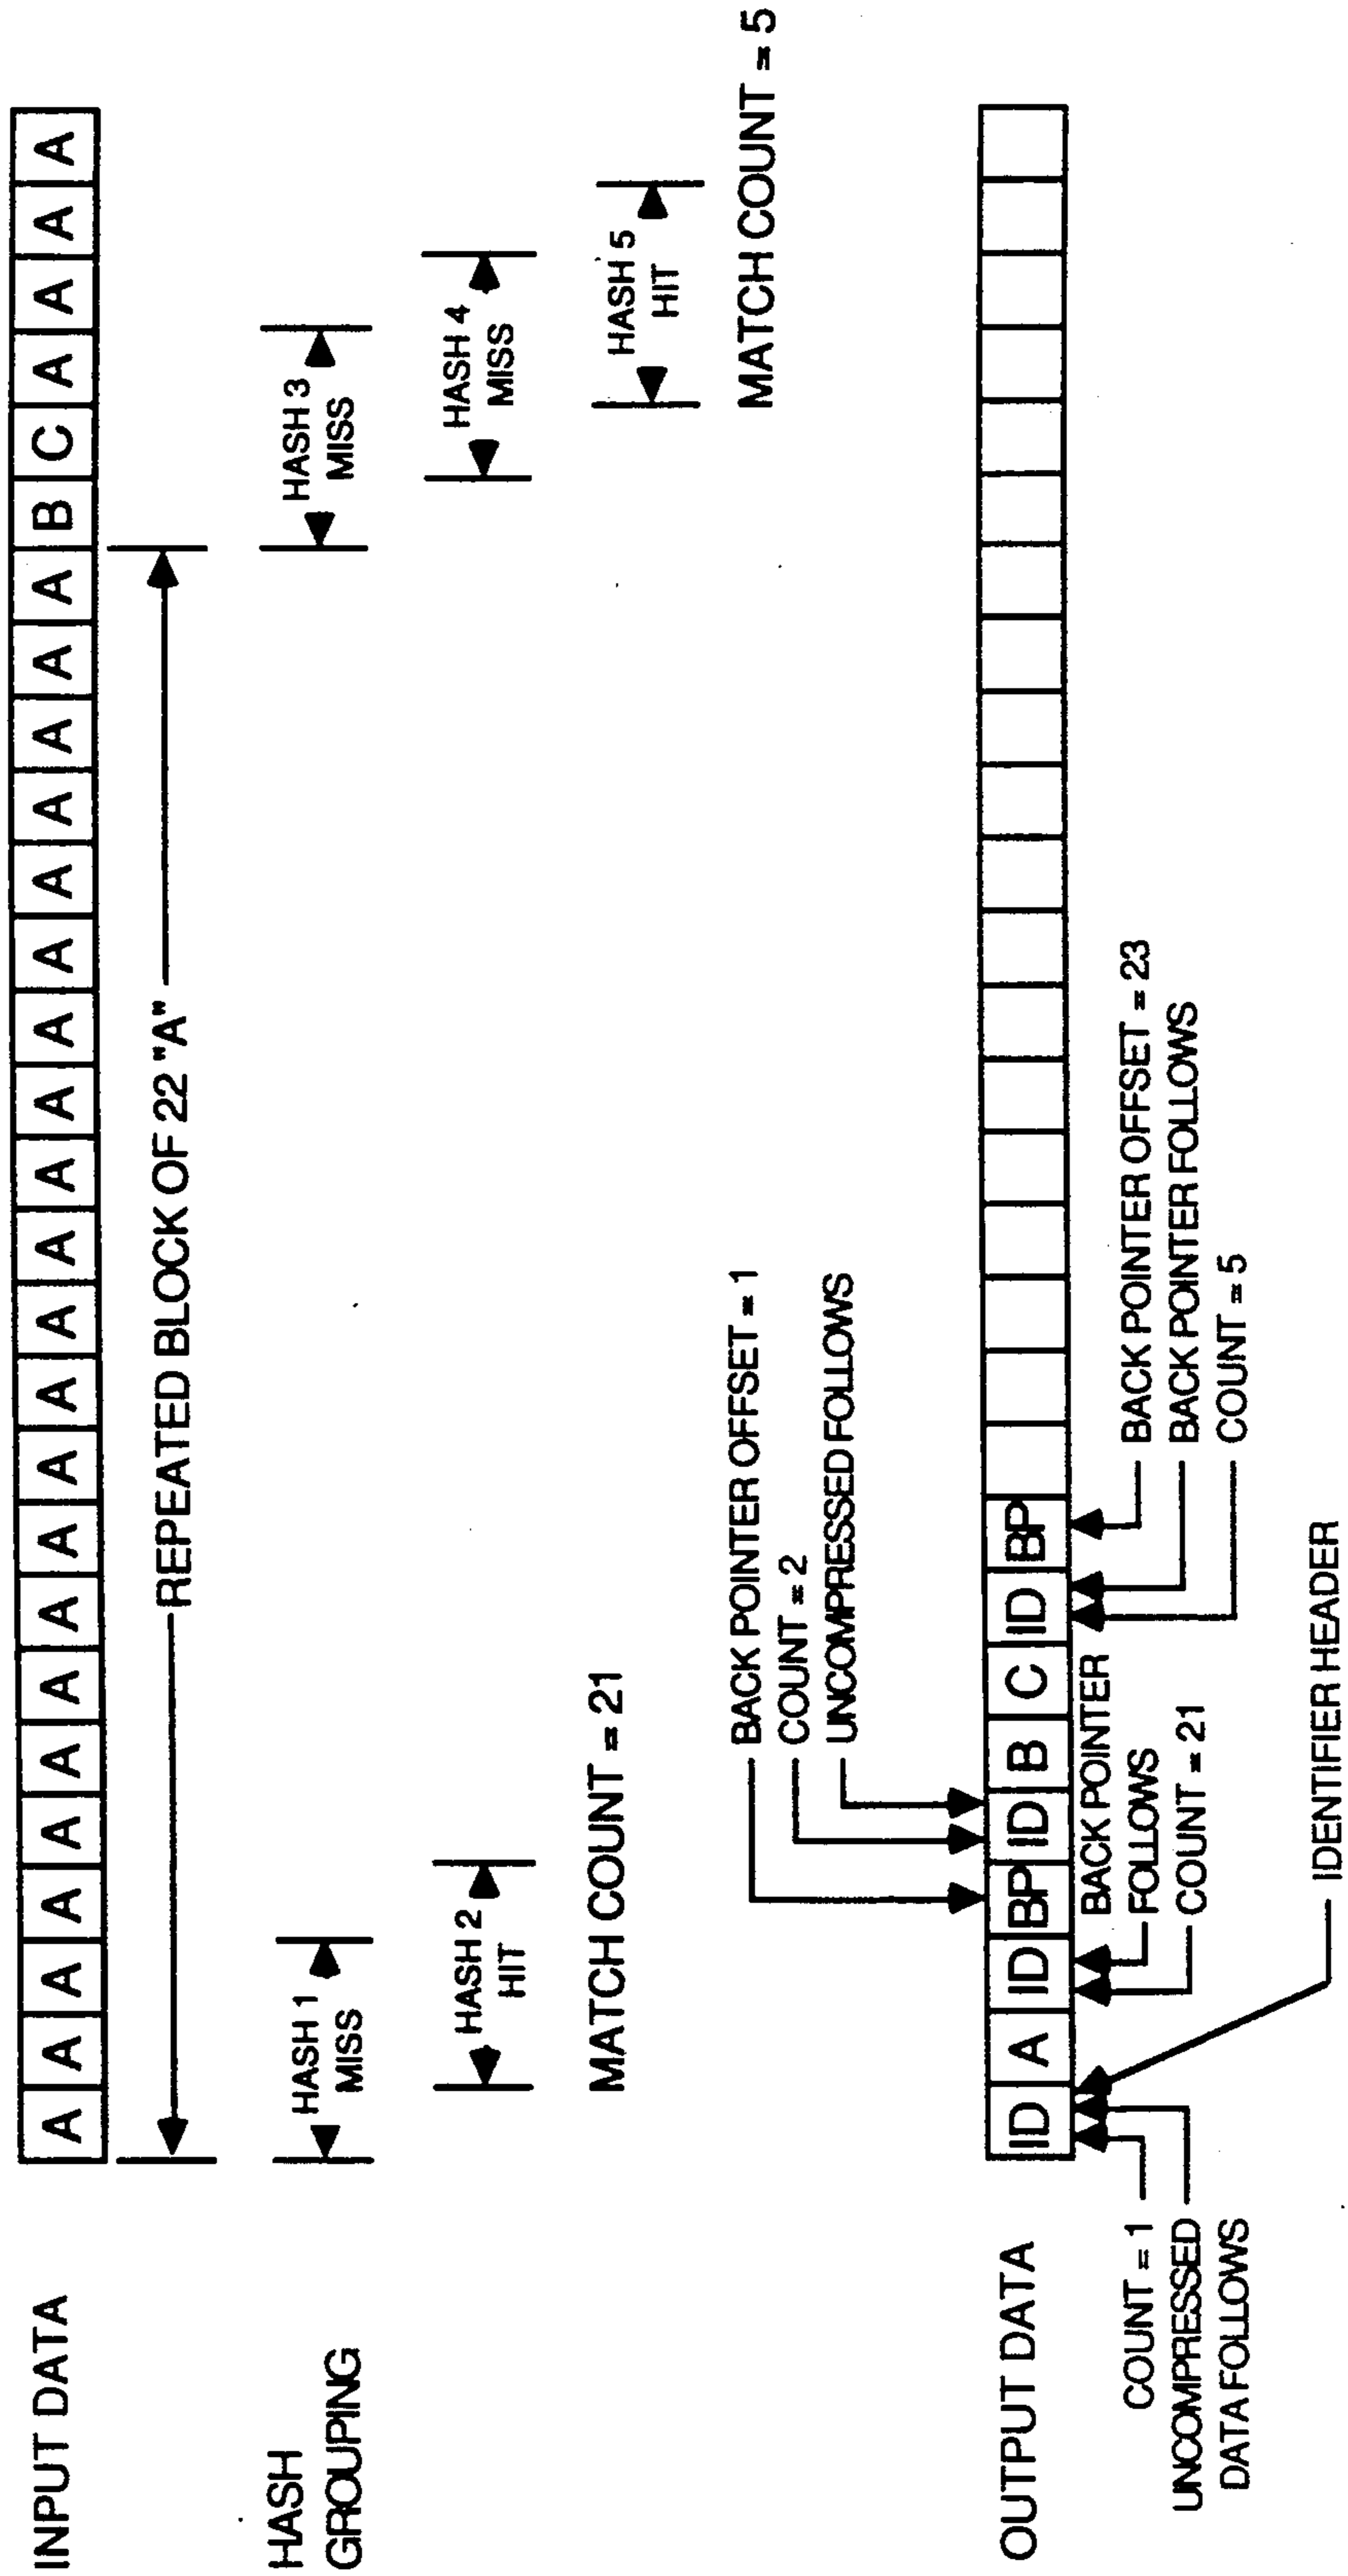 INPUT DATA
A A A A A A A A A A A A A A A A A A A A A A B C A A A A
REPEATED BLOCK OF 22 "A"
HASH
GROUPING
HASH 1
MISS
HASH 3
MISS
HASH 2
HIT
HASH 4
MISS
MATCH COUNT = 21
HASH 5
HIT
MATCH COUNT = 5
BACK POINTER OFFSET = 1
COUNT = 2
UNCOMPRESSED FOLLOWS
OUTPUT DATA
ID A ID BP ID B C ID BP
COUNT = 1
UNCOMPRESSED
DATA FOLLOWS
BACK POINTER
FOLLOWS
COUNT = 21
BACK POINTER OFFSET = 23
BACK POINTER FOLLOWS
COUNT = 5
IDENTIFIER HEADER